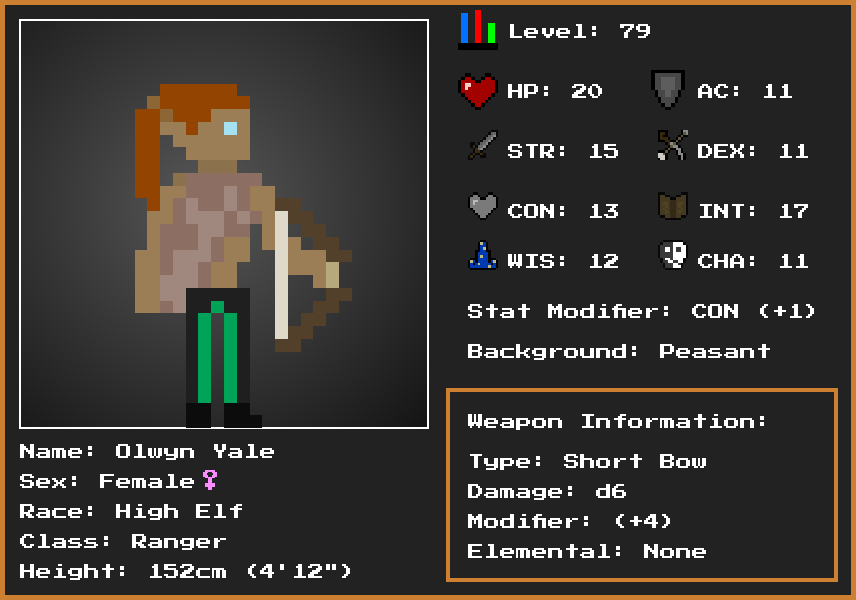 Level: 79
HP: 20 AC: 11
STR: 15 DEX: 11
CON: 13 INT: 17
WIS: 12 CHA: 11
Stat Modifier: CON (+1)
Background: Peasant
Weapon Information:
Type: Short Bow
Damage: d6
Modifier: (+4)
Elemental: None
Name: Olwyn Yale
Sex: Female♀
Race: High Elf
Class: Ranger
Height: 152cm (4'12")